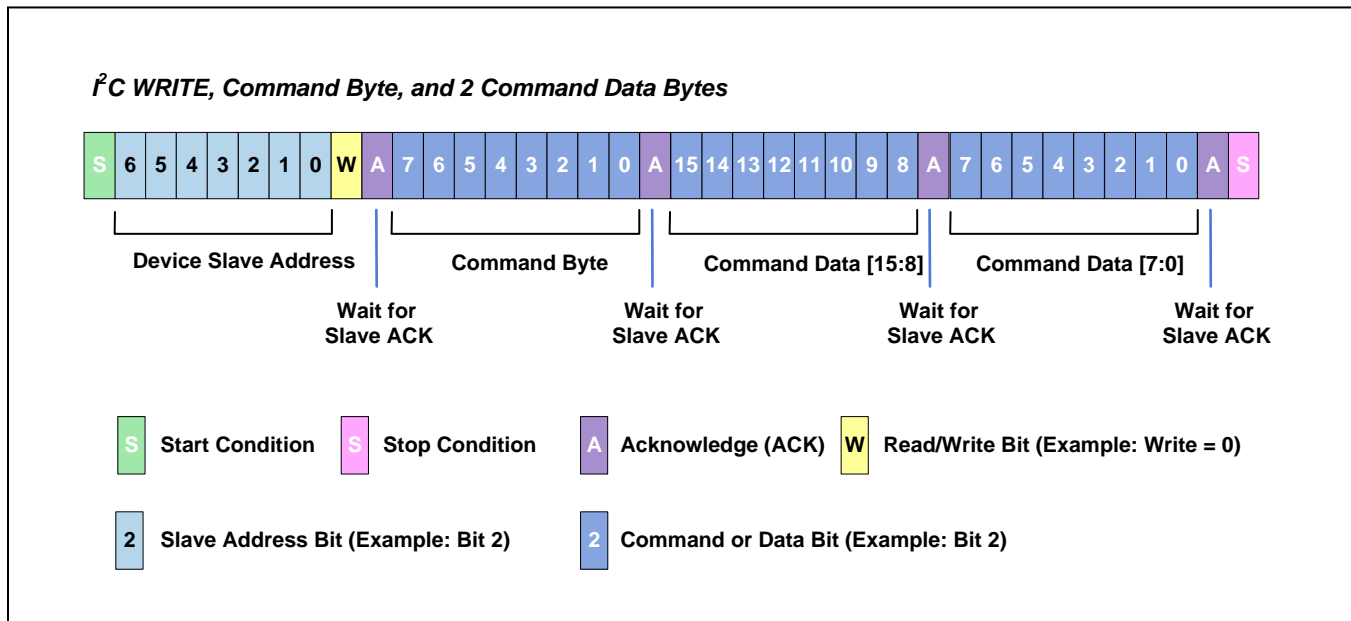 I²C WRITE, Command Byte, and 2 Command Data Bytes
S 6 5 4 3 2 1 0 W A 7 6 5 4 3 2 1 0 A 15 14 13 12 11 10 9 8 A 7 6 5 4 3 2 1 0 A S
Device Slave Address Command Byte Command Data [15:8] Command Data [7:0]
Wait for Wait for Wait for Wait for
Slave ACK Slave ACK Slave ACK Slave ACK
S Start Condition S Stop Condition A Acknowledge (ACK) W Read/Write Bit (Example: Write = 0)
2 Slave Address Bit (Example: Bit 2) 2 Command or Data Bit (Example: Bit 2)